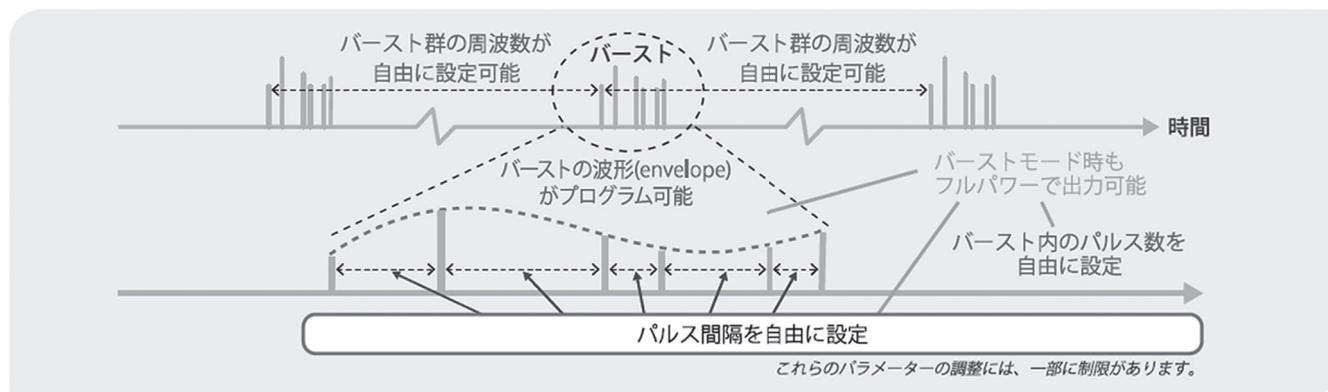 バースト群の周波数が
自由に設定可能
バースト
バースト群の周波数が
自由に設定可能
時間
バーストの波形(envelope)
がプログラム可能
バーストモード時も
フルパワーで出力可能
バースト内のパルス数を
自由に設定
パルス間隔を自由に設定
これらのパラメーターの調整には、一部に制限があります。